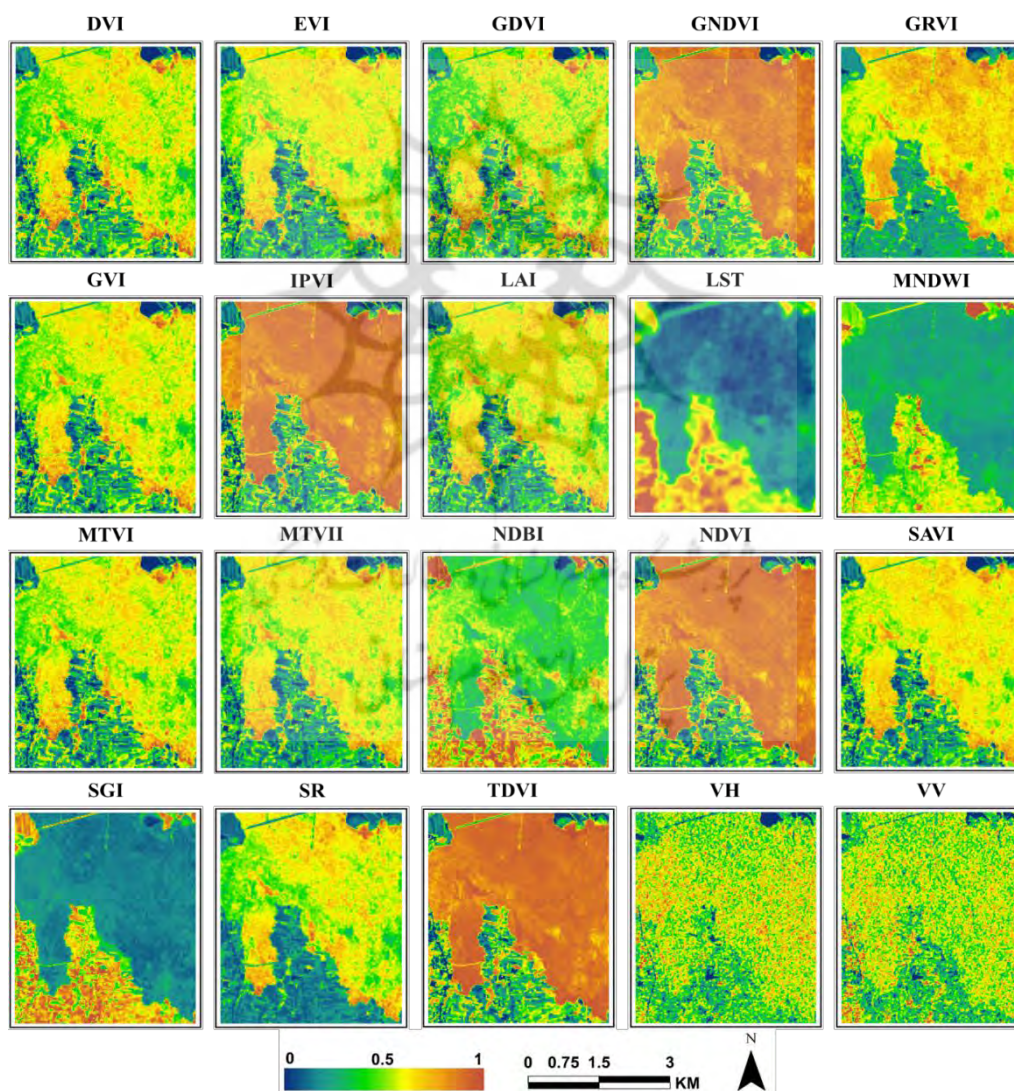 DVI EVI GDVI GNDVI GRVI
GVI IPVI LAI LST MNDWI
MTVI MTVII NDBI NDVI SAVI
SGI SR TDVI VH VV
0 0.5 1 0 0.75 1.5 3 N
KM